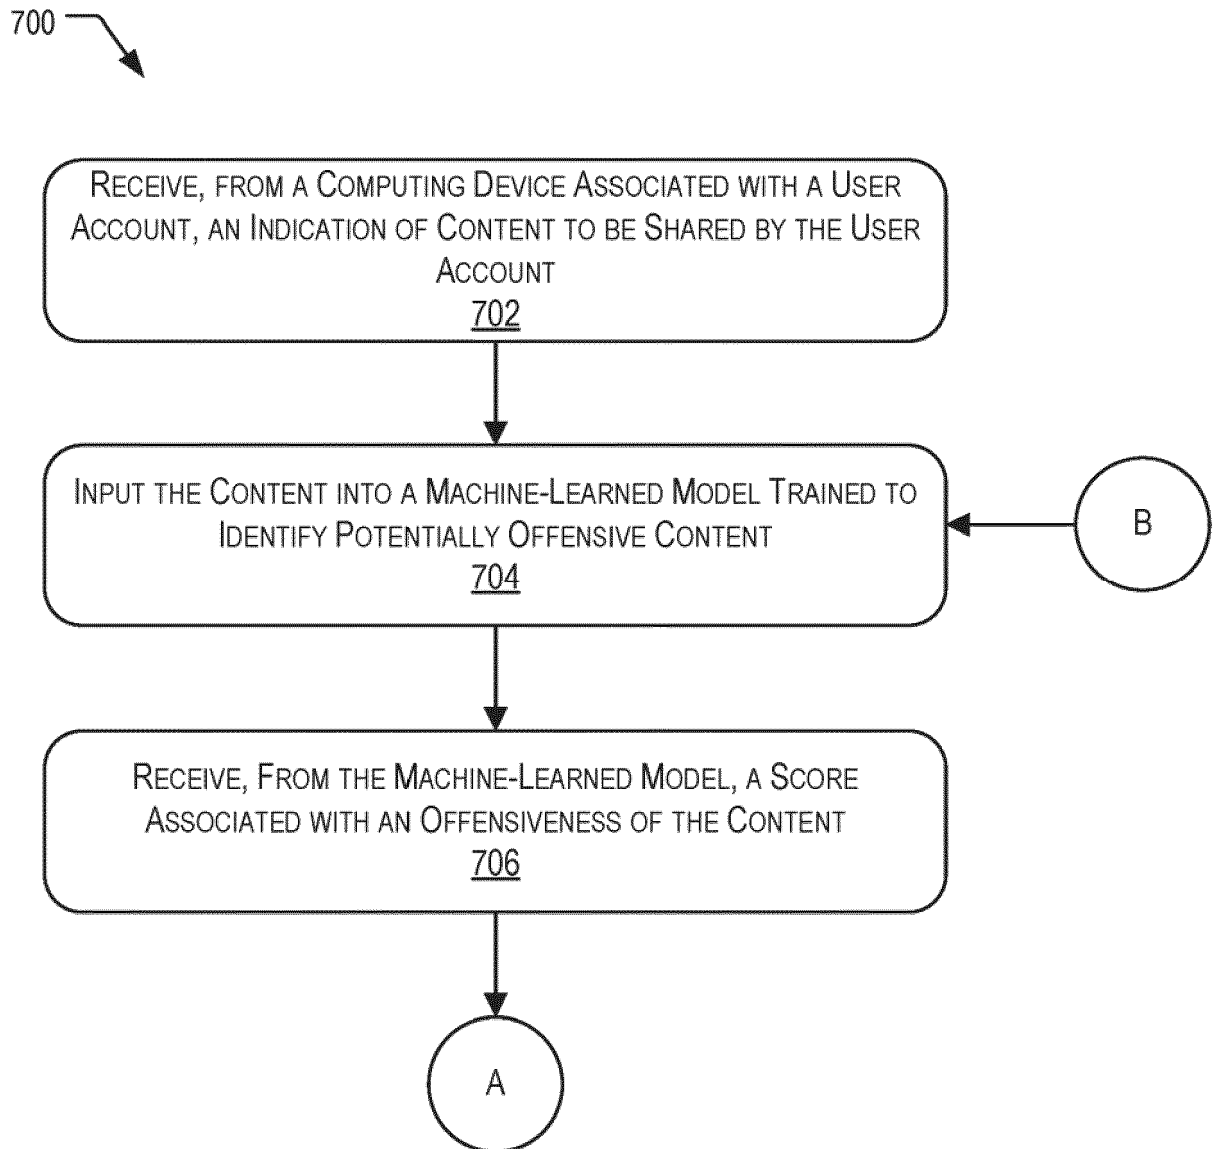 700
RECEIVE, FROM A COMPUTING DEVICE ASSOCIATED WITH A USER
ACCOUNT, AN INDICATION OF CONTENT TO BE SHARED BY THE USER
ACCOUNT
702
INPUT THE CONTENT INTO A MACHINE-LEARNED MODEL TRAINED TO
IDENTIFY POTENTIALLY OFFENSIVE CONTENT
704
B
RECEIVE, FROM THE MACHINE-LEARNED MODEL, A SCORE
ASSOCIATED WITH AN OFFENSIVENESS OF THE CONTENT
706
A